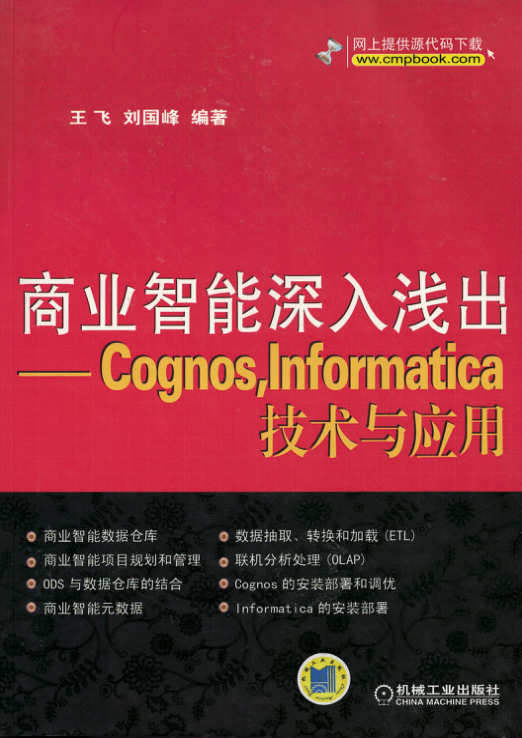 网上提供源代码下载
www.cmpbook.com
王飞 刘国峰 编著
商业智能深入浅出
——Cognos,Informatica
技术与应用
商业智能数据仓库
商业智能项目规划和管理
ODS与数据仓库的结合
商业智能元数据
数据抽取、转换和加载(ETL)
联机分析处理(OLAP)
Cognos的安装部署和调优
Informatica的安装部署
机械工业出版社
CHINA MACHINE PRESS